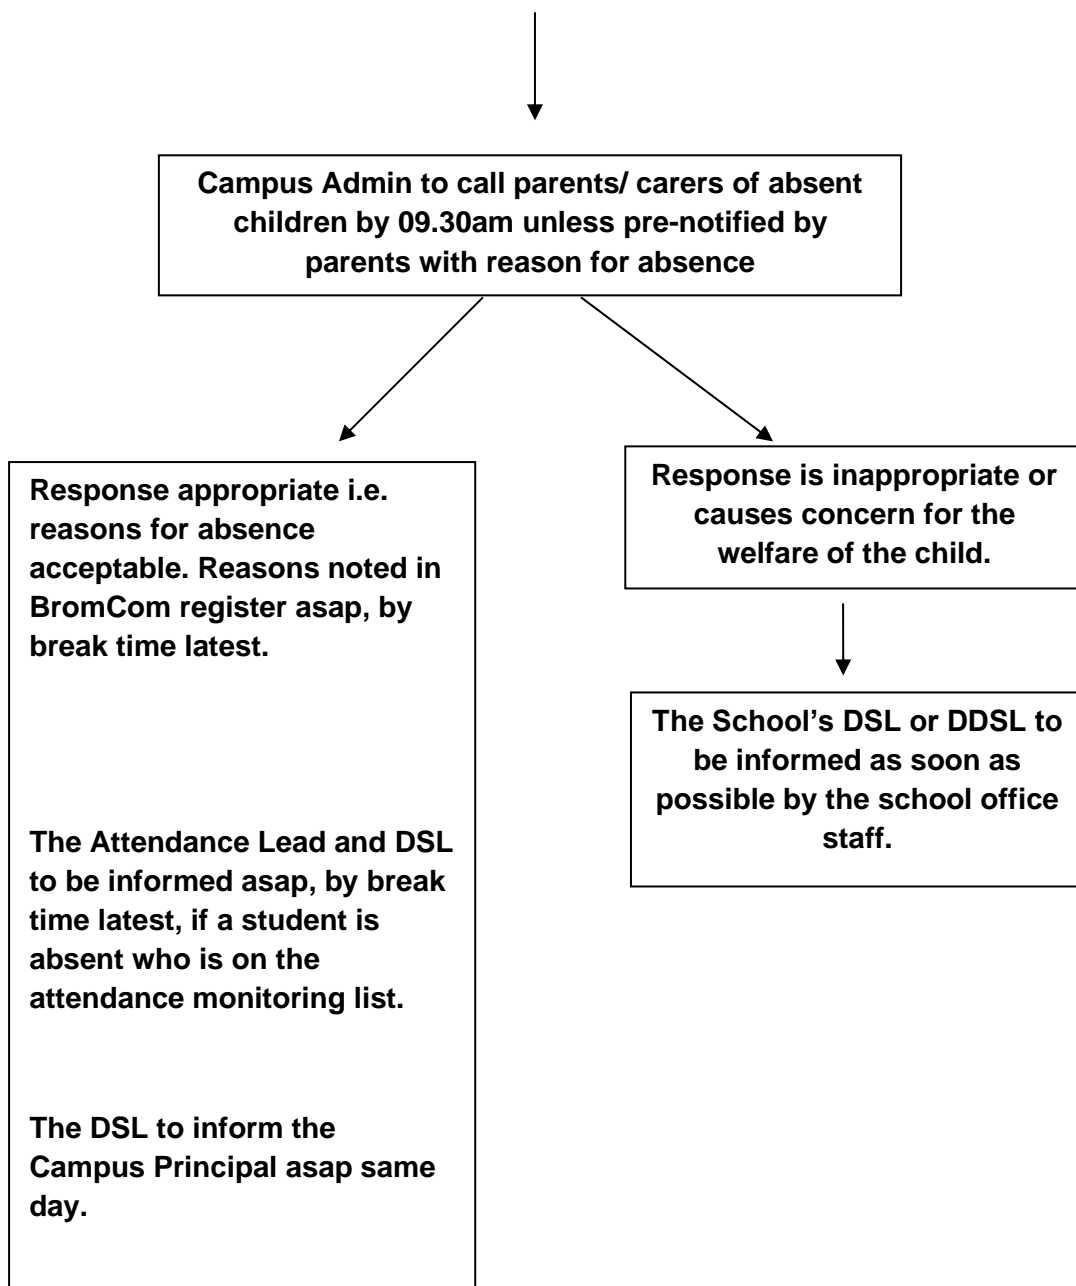 Campus Admin to call parents/ carers of absent
children by 09.30am unless pre-notified by
parents with reason for absence
Response appropriate i.e.
reasons for absence
acceptable. Reasons noted in
BromCom register asap, by
break time latest.
The Attendance Lead and DSL
to be informed asap, by break
time latest, if a student is
absent who is on the
attendance monitoring list.
The DSL to inform the
Campus Principal asap same
day.
Response is inappropriate or
causes concern for the
welfare of the child.
The School’s DSL or DDSL to
be informed as soon as
possible by the school office
staff.